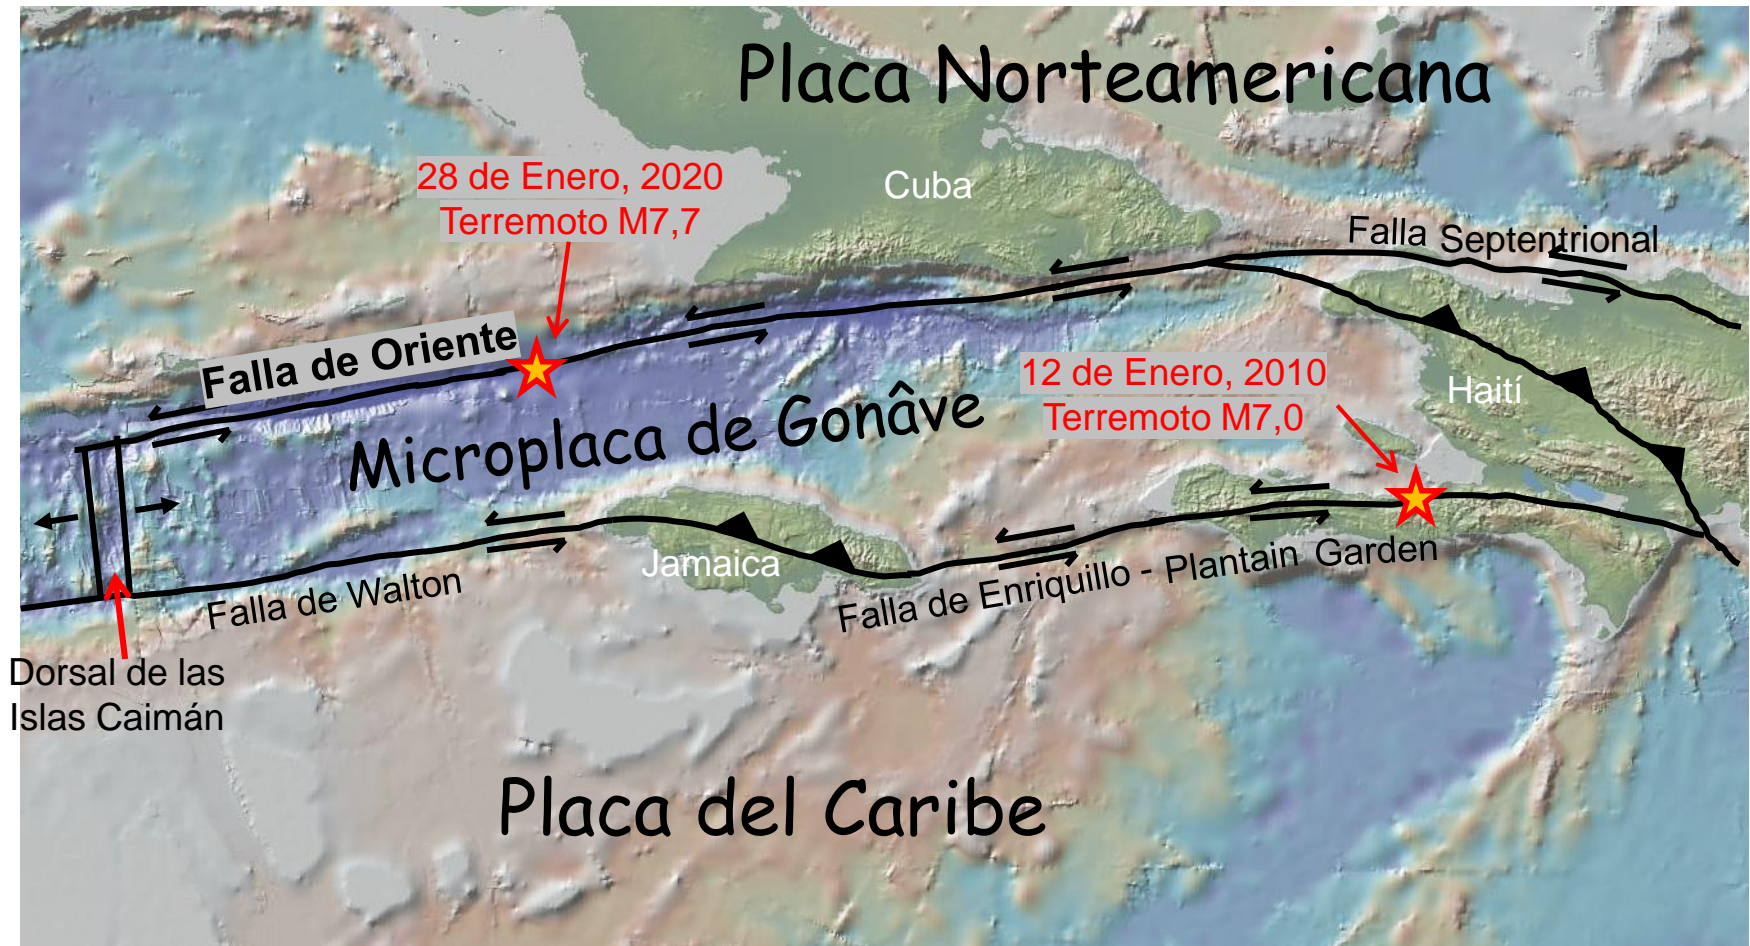 Placa Norteamericana
28 de Enero, 2020
Terremoto M7,7
Cuba
Falla Septentrional
Falla de Oriente
12 de Enero, 2010
Terremoto M7,0
Haití
Microplaca de Gonâve
Jamaica
Falla de Walton
Falla de Enriquillo - Plantain Garden
Dorsal de las
Islas Caimán
Placa del Caribe